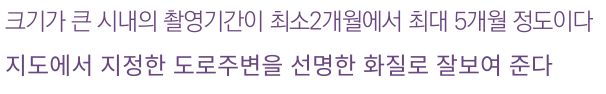 크기가 큰 시내의 촬영기간이 최소2개월에서 최대 5개월 정도이다
지도에서 지정한 도로주변을 선명한 화질로 잘보여 준다